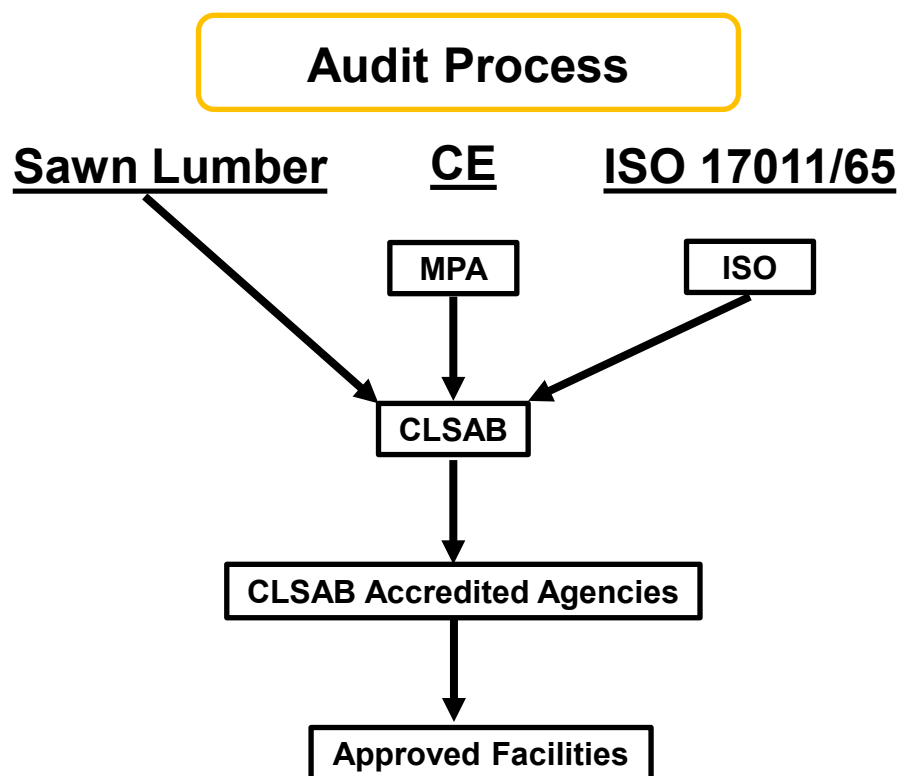 Audit Process
Sawn Lumber
CE
ISO 17011/65
MPA
ISO
CLSAB
CLSAB Accredited Agencies
Approved Facilities